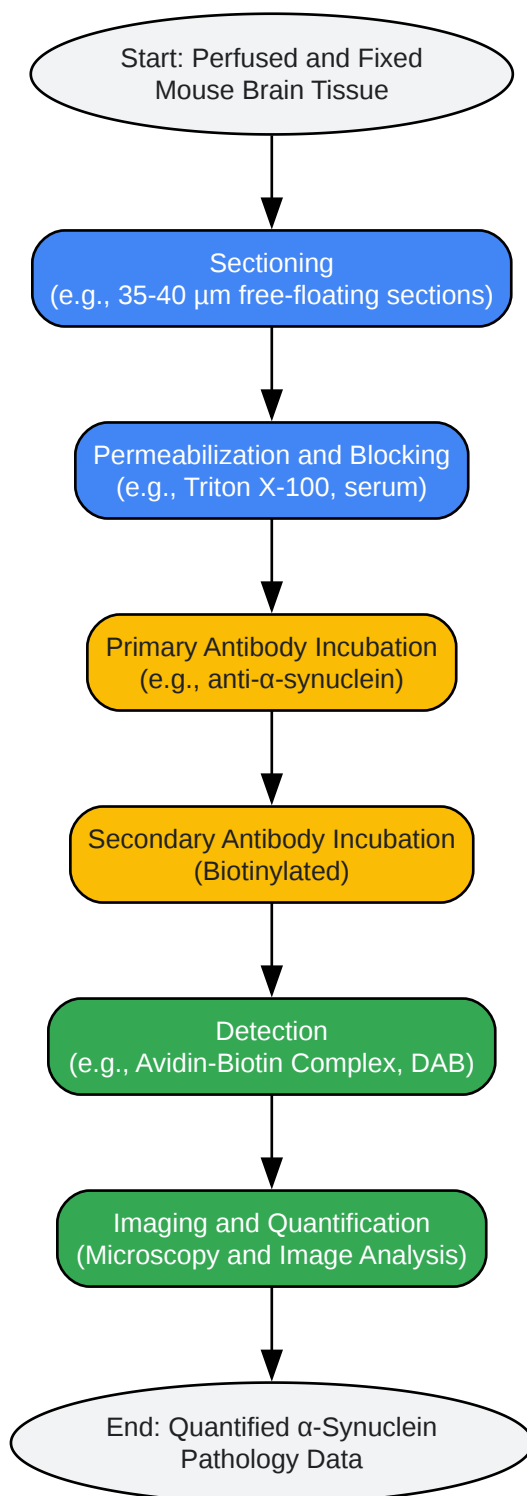 Start: Perfused and Fixed
Mouse Brain Tissue
Sectioning
(e.g., 35-40 µm free-floating sections)
Permeabilization and Blocking
(e.g., Triton X-100, serum)
Primary Antibody Incubation
(e.g., anti-α-synuclein)
Secondary Antibody Incubation
(Biotinylated)
Detection
(e.g., Avidin-Biotin Complex, DAB)
Imaging and Quantification
(Microscopy and Image Analysis)
End: Quantified α-Synuclein
Pathology Data